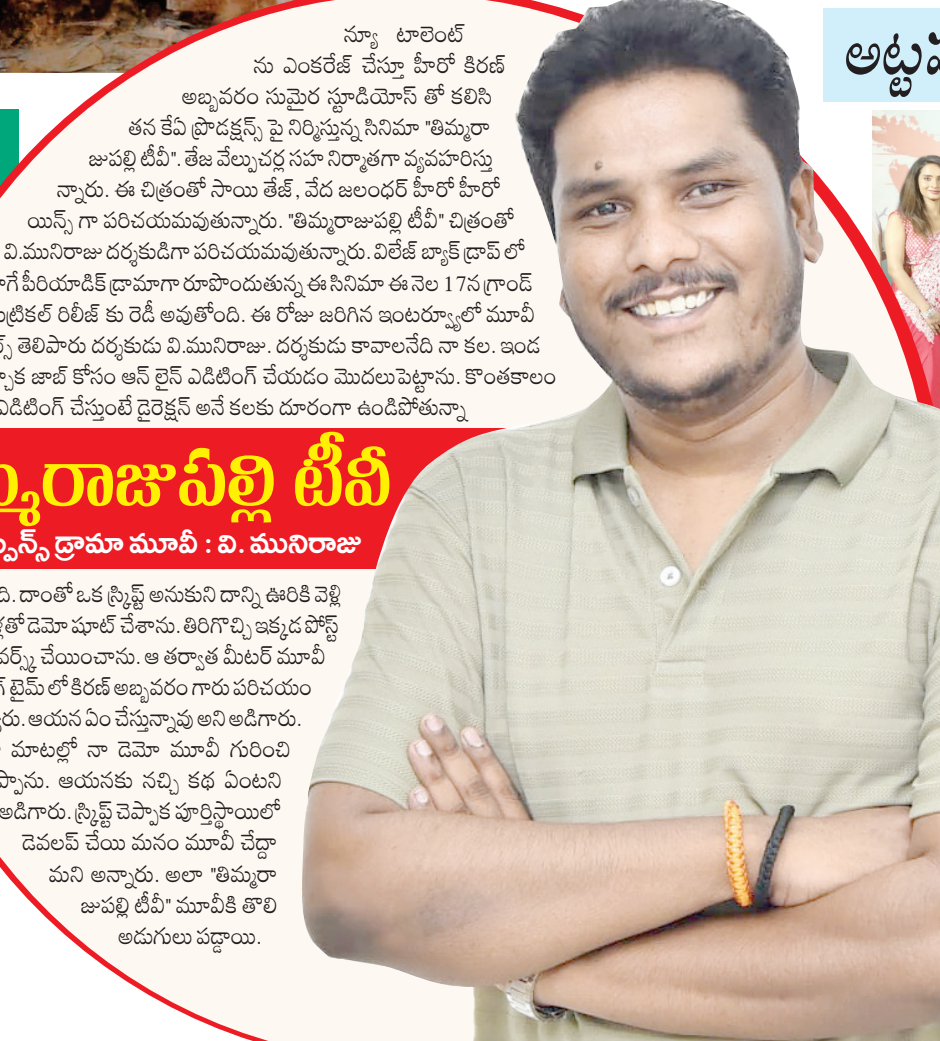 న్యూ టాలెంట్
ను ఎంకరేజ్ చేస్తూ హీరో కిరణ్
అబ్బవరం సుమైర స్టూడియోస్ తో కలిసి
తన కేఏ ప్రొడక్షన్స్ పై నిర్మిస్తున్న సినిమా "తిమ్మరా
జుపల్లి టీవీ". తేజ వేల్పుచర్ల సహ నిర్మాతగా వ్యవహరిస్తు
న్నారు. ఈ చిత్రంతో సాయి తేజ్, వేద జలంధర్ హీరో హీరో
యిన్స్ గా పరిచయమవుతున్నారు. "తిమ్మరాజుపల్లి టీవీ" చిత్రంతో
వి.మునిరాజు దర్శకుడిగా పరిచయమవుతున్నారు. విలేజ్ బ్యాక్ డ్రాప్ లో
పీరియాడిక్ డ్రామాగా రూపొందుతున్న ఈ సినిమా ఈ నెల 17న గ్రాండ్
రిలీజ్ కు రెడీ అవుతోంది. ఈ రోజు జరిగిన ఇంటర్వ్యూలో మూవీ
తెలిపారు దర్శకుడు వి.మునిరాజు. దర్శకుడు కావాలనేది నా కల. ఇండ
జాబ్ కోసం ఆన్ లైన్ ఎడిటింగ్ చేయడం మొదలుపెట్టాను. కొంతకాలం
ఎడిటింగ్ చేస్తుంటే డైరెక్షన్ అనే కలకు దూరంగా ఉండిపోతున్నా
మ్మరాజుపల్లి టీవీ
డ్రామా మూవీ : వి. మునిరాజు
ది. దాంతో ఒక స్క్రిప్ట్ అనుకుని దాన్ని ఊరికి వెళ్లి
డెమో షూట్ చేశాను. తిరిగొచ్చి ఇక్కడ పోస్ట్
వర్క్స్ చేయించాను. ఆ తర్వాత మీటర్ మూవీ
టైమ్ లో కిరణ్ అబ్బవరం గారు పరిచయం
ఆయన ఏం చేస్తున్నావు అని అడిగారు.
మాటల్లో నా డెమో మూవీ గురించి
ఆయనకు నచ్చి కథ ఏంటని
అడిగారు. స్క్రిప్ట్ చెప్పాక పూర్తిస్థాయిలో
డెవలప్ చేయి మనం మూవీ చేద్దా
మని అన్నారు. అలా "తిమ్మరా
జుపల్లి టీవీ" మూవీకి తొలి
అడుగులు పడ్డాయి.